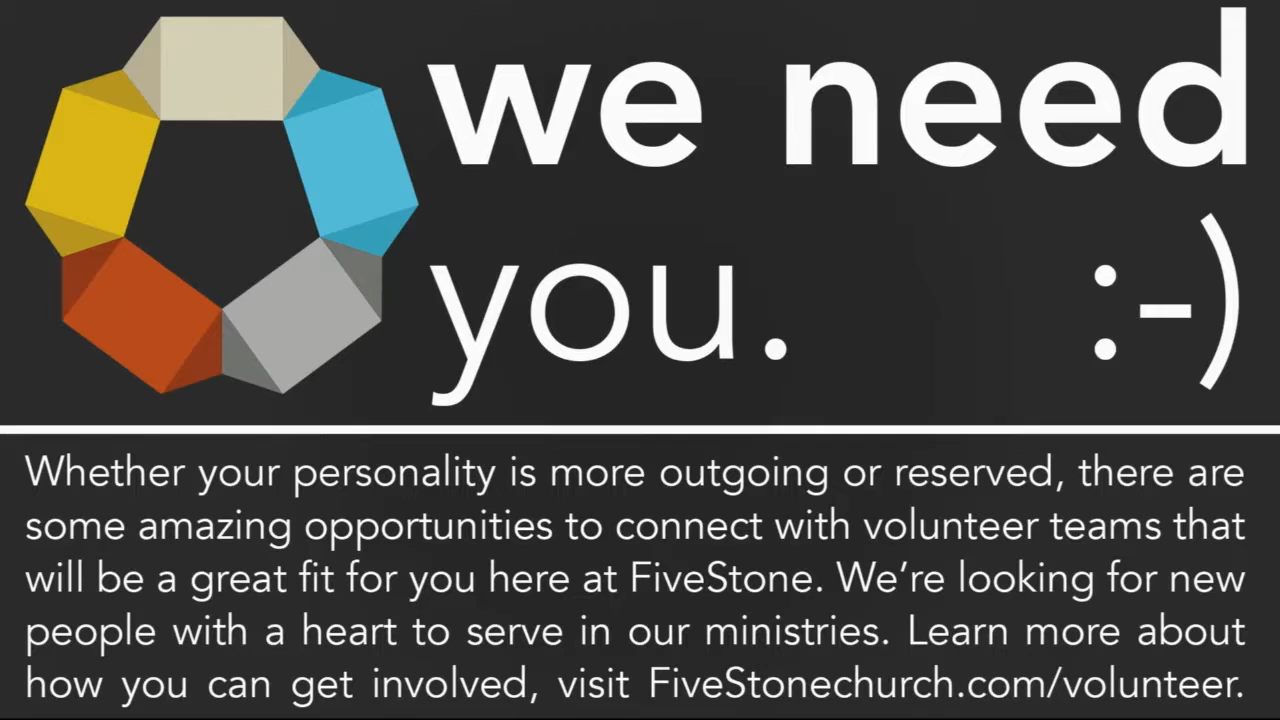 we need
you. :-)
Whether your personality is more outgoing or reserved, there are
some amazing opportunities to connect with volunteer teams that
will be a great fit for you here at FiveStone. We’re looking for new
people with a heart to serve in our ministries. Learn more about
how you can get involved, visit FiveStonechurch.com/volunteer.